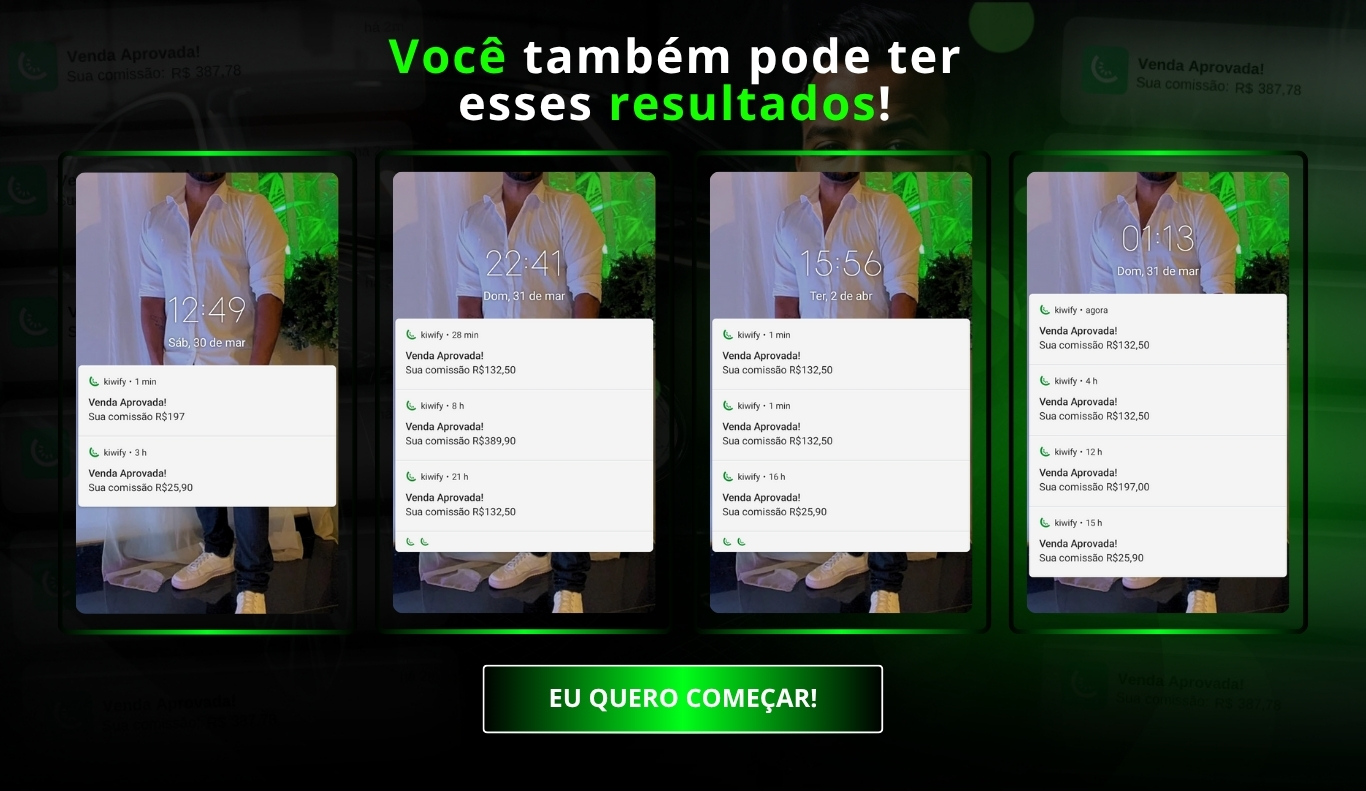 Você também pode ter
esses resultados!
Venda Aprovada!
Sua comissão: R$ 387,78
Venda Aprovada!
Sua comissão: R$ 387,78
12:49
Sáb, 30 de mar
kiwify • 1 min
Venda Aprovada!
Sua comissão R$197
kiwify • 3 h
Venda Aprovada!
Sua comissão R$25,90
22:41
Dom, 31 de mar
kiwify • 28 min
Venda Aprovada!
Sua comissão R$132,50
kiwify • 8 h
Venda Aprovada!
Sua comissão R$389,90
kiwify • 21 h
Venda Aprovada!
Sua comissão R$132,50
15:56
Ter, 2 de abr
kiwify • 1 min
Venda Aprovada!
Sua comissão R$132,50
kiwify • 1 min
Venda Aprovada!
Sua comissão R$132,50
kiwify • 16 h
Venda Aprovada!
Sua comissão R$25,90
01:13
Dom, 31 de mar
kiwify • agora
Venda Aprovada!
Sua comissão R$132,50
kiwify • 4 h
Venda Aprovada!
Sua comissão R$132,50
kiwify • 12 h
Venda Aprovada!
Sua comissão R$197,00
kiwify • 15 h
Venda Aprovada!
Sua comissão R$25,90
EU QUERO COMEÇAR!
Venda Aprovada!
Venda Aprovada!
Sua comissão: R$ 387,78